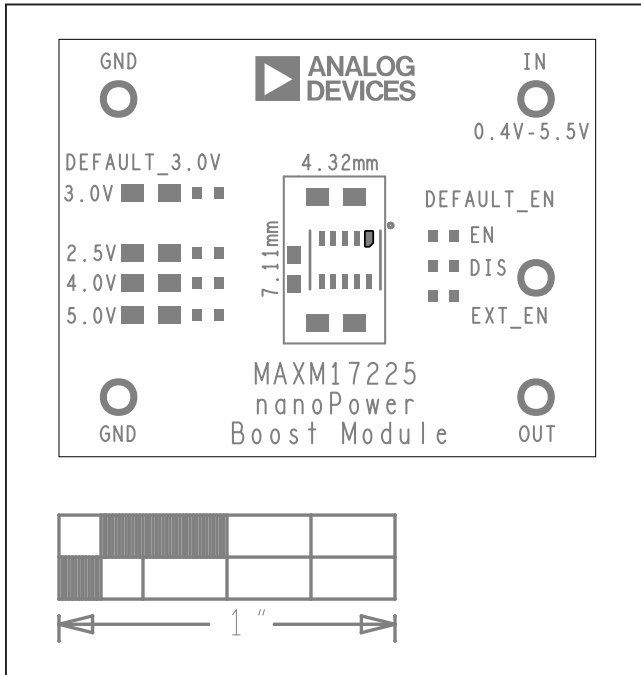 GND
ANALOG
DEVICES
IN
0.4V-5.5V
DEFAULT_3.0V
3.0V
2.5V
4.0V
5.0V
4.32mm
7.11mm
DEFAULT_EN
EN
DIS
EXT_EN
MAXM17225
nanoPower
Boost Module
GND
OUT
1 "